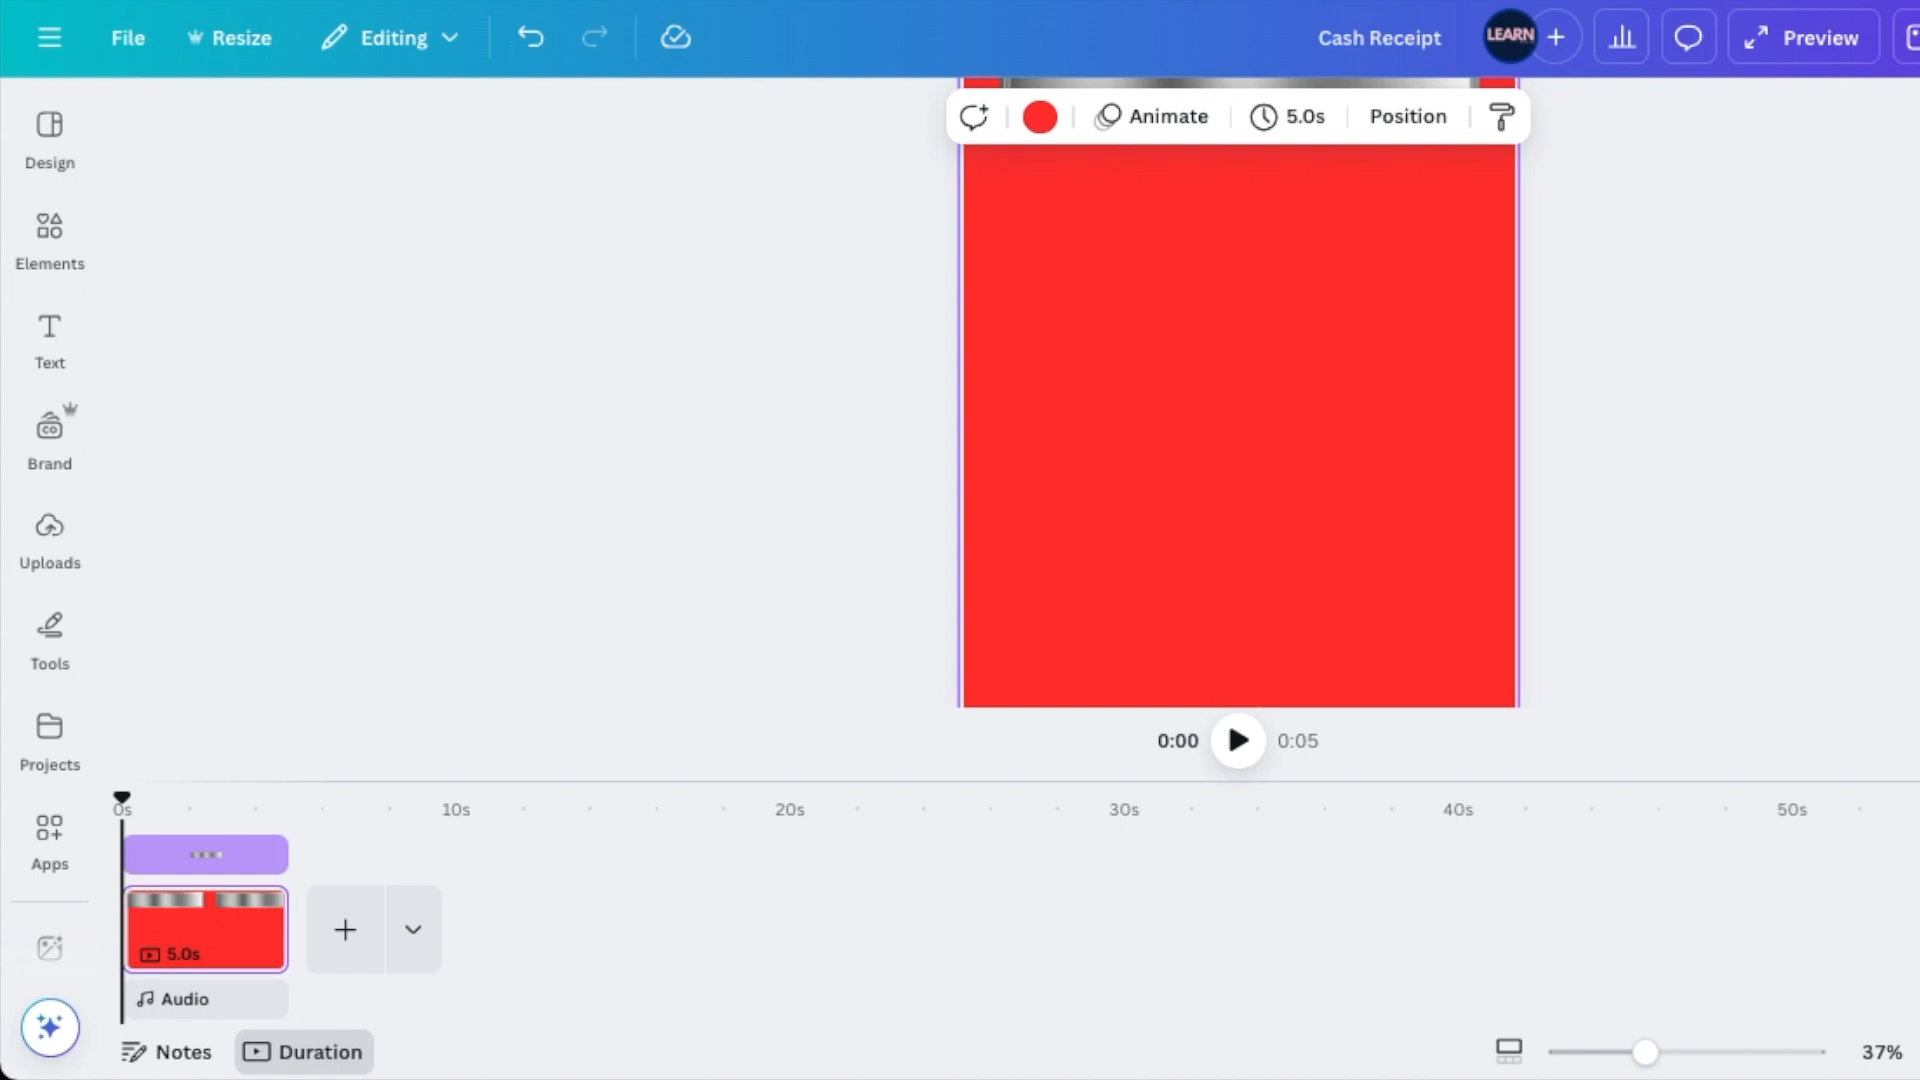 File
Resize
Editing
Cash Receipt
LEARN
Preview
Design
Elements
Text
CO
Brand
Uploads
Tools
Projects
Apps
Animate
5.0s
Position
0:00
0:05
0s
10s
20s
30s
40s
50s
5.0s
Audio
Notes
Duration
37%